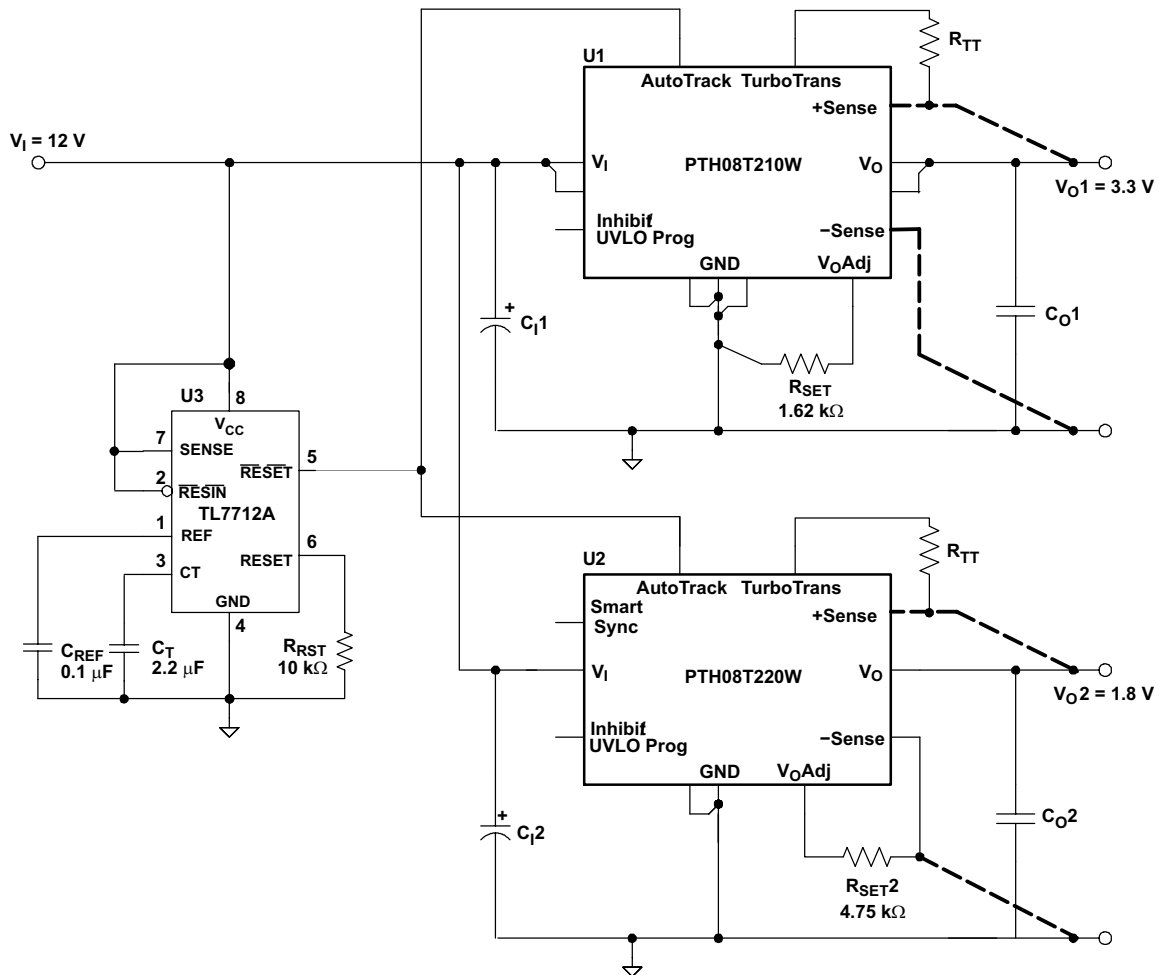 U1
R_TT
AutoTrack TurboTrans
+Sense
V_I = 12 V
V_I
PTH08T210W
V_O
V_O1 = 3.3 V
Inhibit/
UVLO Prog
−Sense
GND
V_OAdj
+
C_I1
C_O1
R_SET
1.62 kΩ
U3
8
V_CC
7
SENSE
5
RESET
2
RESIN
TL7712A
1
REF
6
RESET
3
CT
GND
4
C_REF
0.1 μF
C_T
2.2 μF
R_RST
10 kΩ
U2
R_TT
AutoTrack TurboTrans
Smart
Sync
+Sense
V_I
PTH08T220W
V_O
V_O2 = 1.8 V
Inhibit/
UVLO Prog
−Sense
GND
V_OAdj
+
C_I2
C_O2
R_SET2
4.75 kΩ